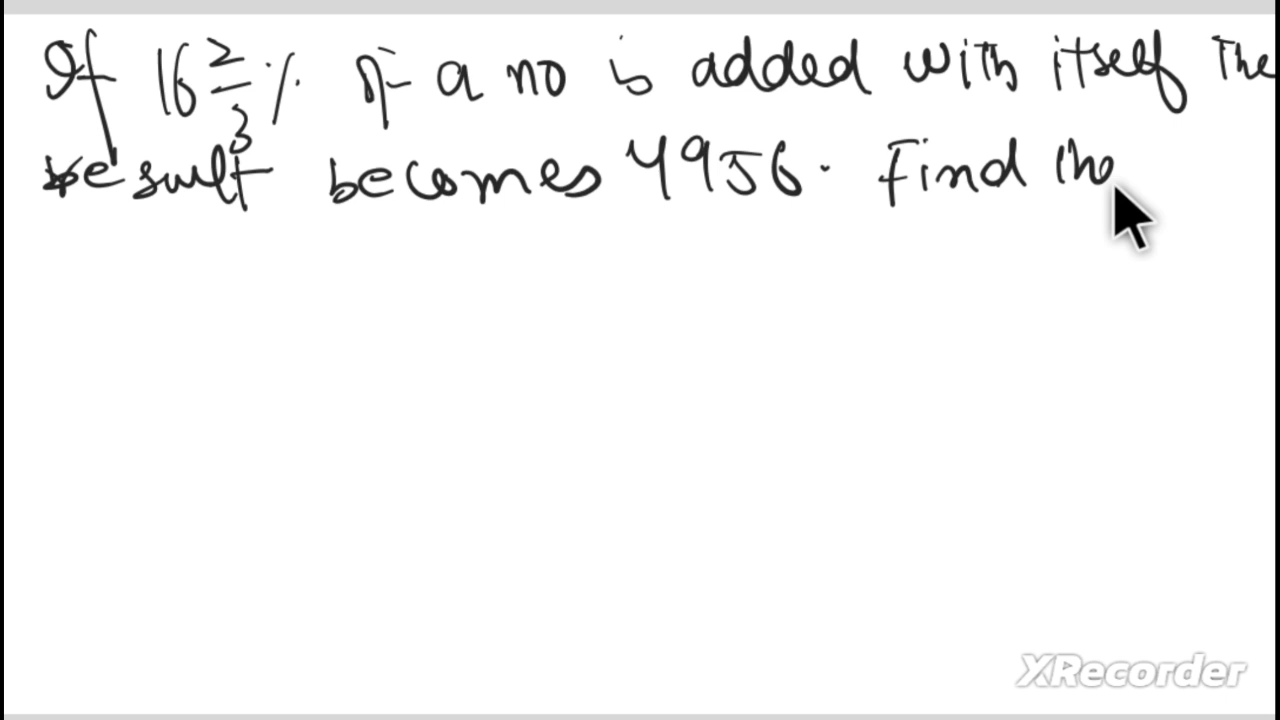 If 16 2/3 % of a no is added with itself The
result becomes 4956. Find the
XRecorder